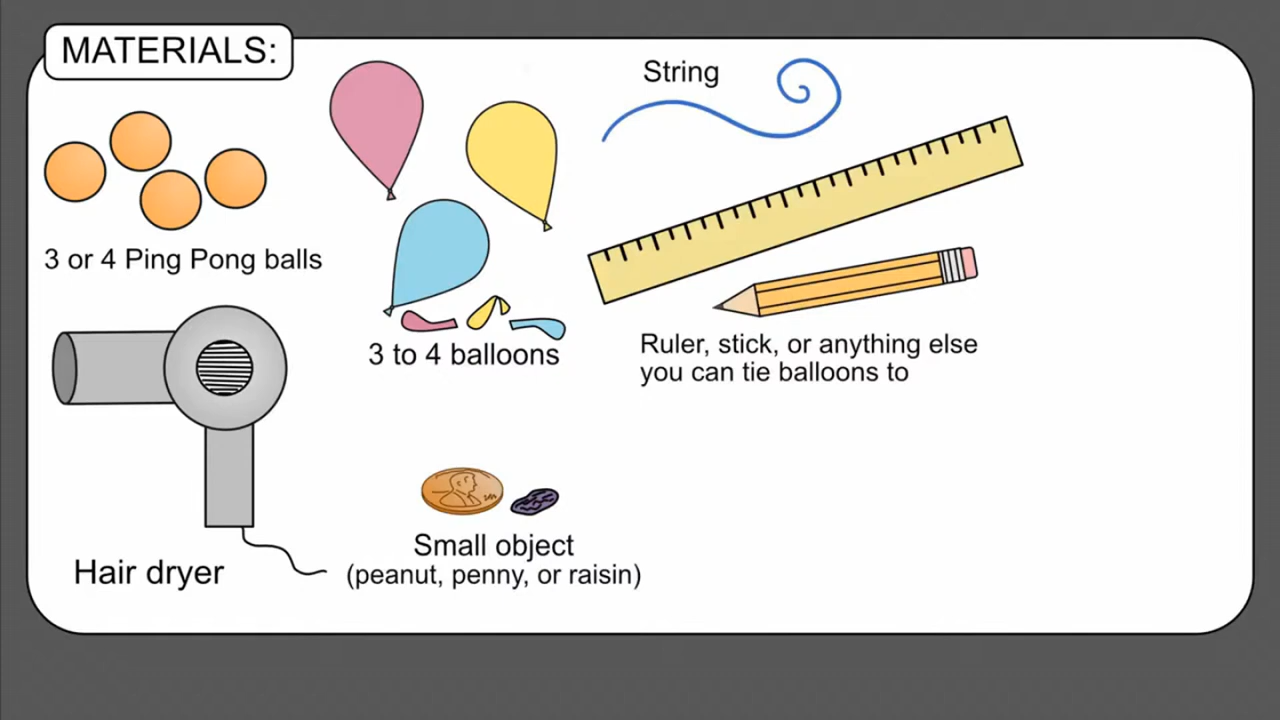 MATERIALS:
String
3 or 4 Ping Pong balls
3 to 4 balloons
Ruler, stick, or anything else
you can tie balloons to
Hair dryer
Small object
(peanut, penny, or raisin)